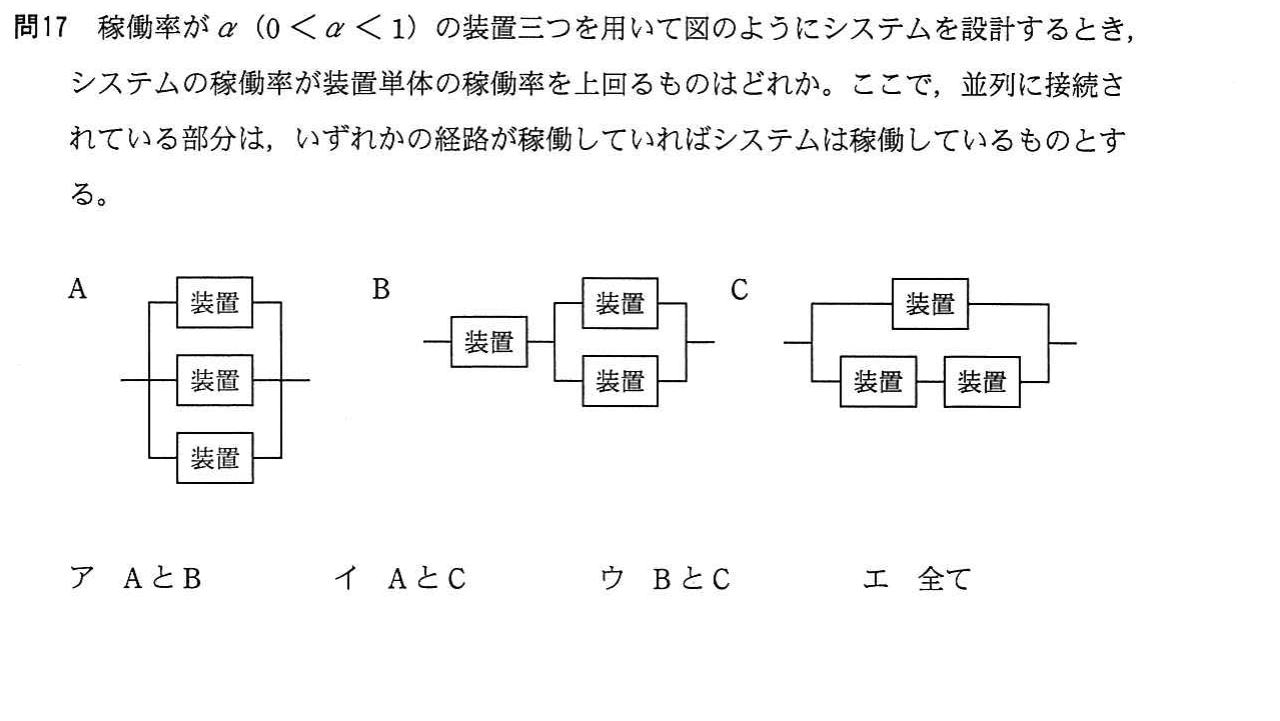 問17 稼働率がα（0＜α＜1）の装置三つを用いて図のようにシステムを設計するとき，
システムの稼働率が装置単体の稼働率を上回るものはどれか。ここで，並列に接続さ
れている部分は，いずれかの経路が稼働していればシステムは稼働しているものとす
る。
A
装置
装置
装置
B
装置
装置
装置
C
装置
装置 装置
ア AとB イ AとC ウ BとC エ 全て